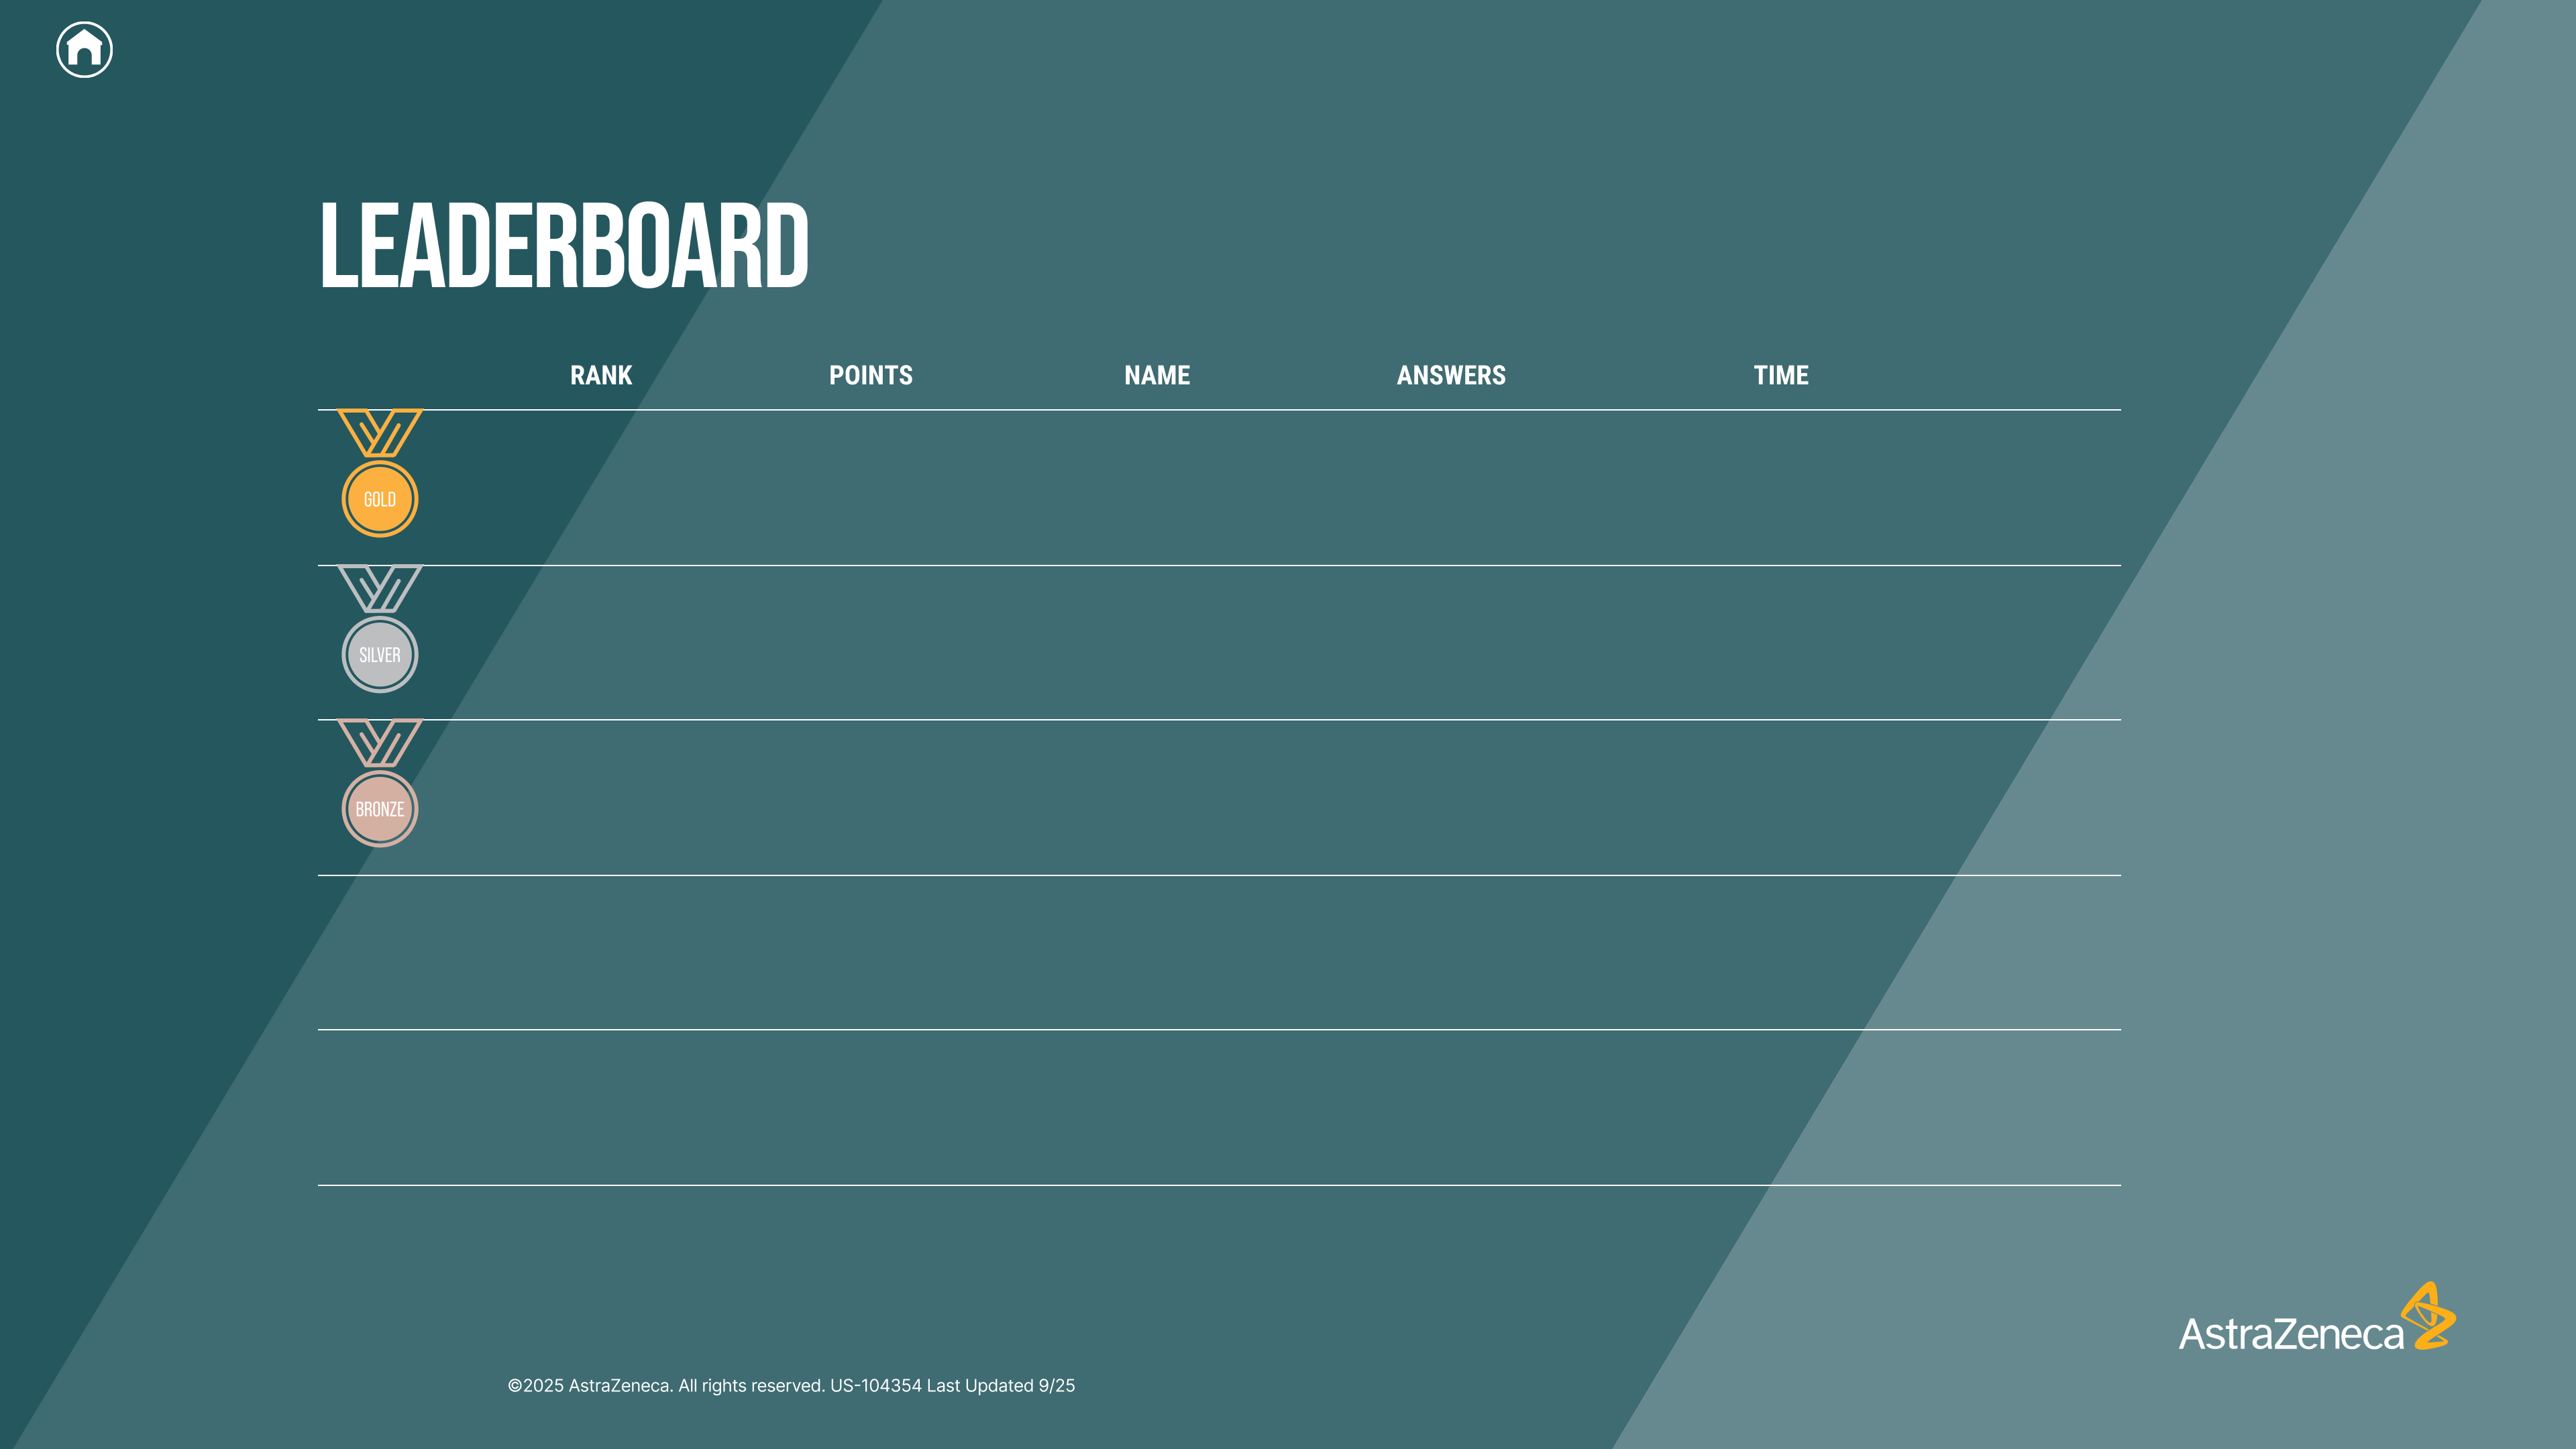 LEADERBOARD
RANK POINTS NAME ANSWERS TIME
GOLD
SILVER
BRONZE
AstraZeneca
©2025 AstraZeneca. All rights reserved. US-104354 Last Updated 9/25